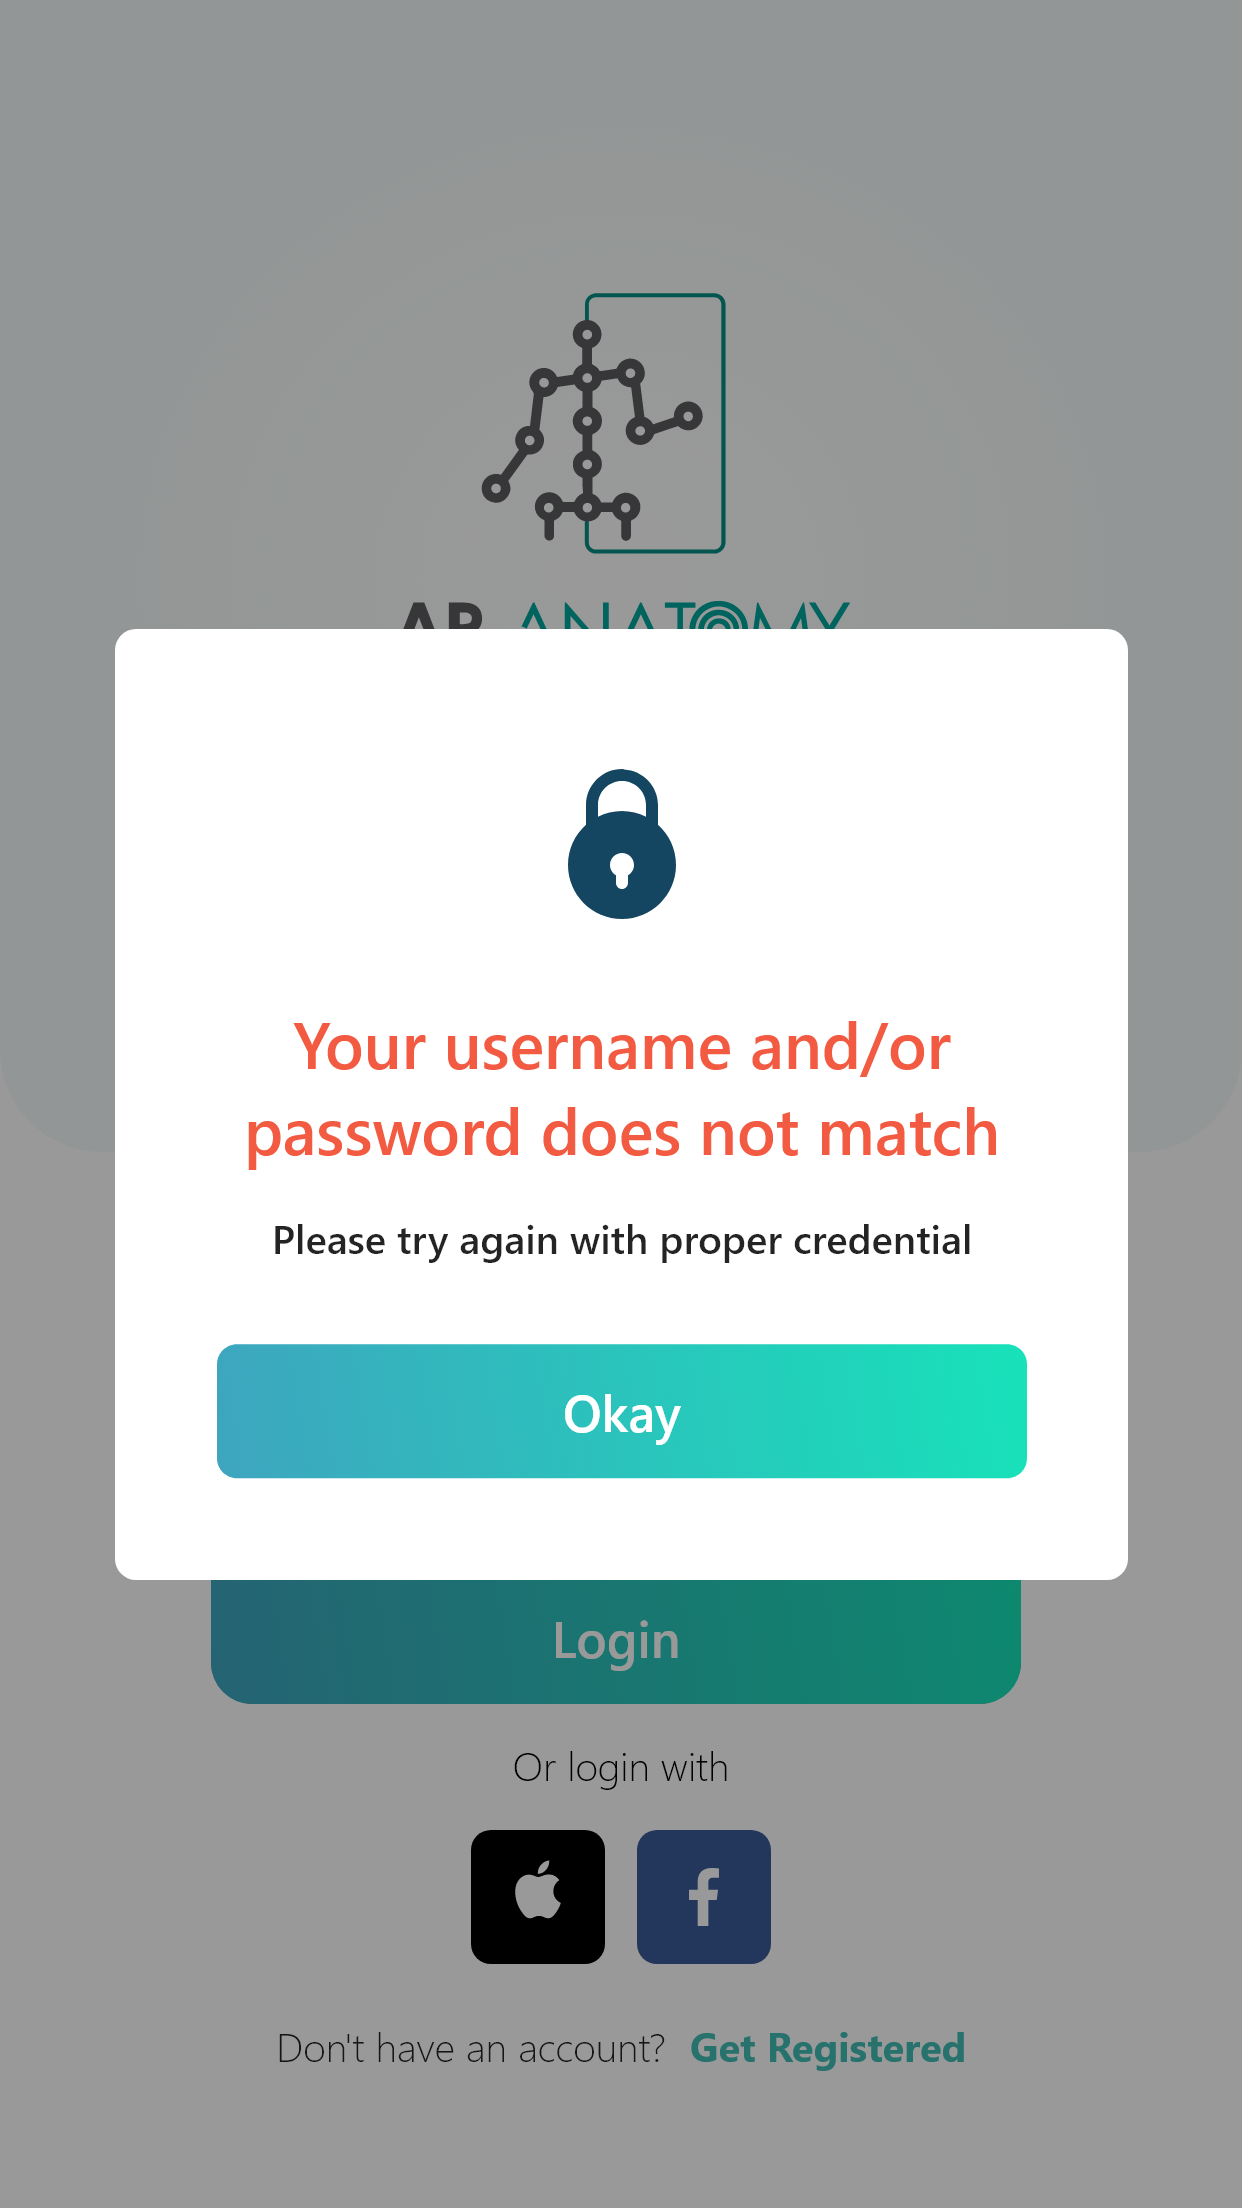 AR ANATOMY
Your username and/or
password does not match
Please try again with proper credential
Okay
Login
Or login with
Don't have an account? Get Registered